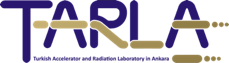 TARLA
Turkish Accelerator and Radiation Laboratory in Ankara